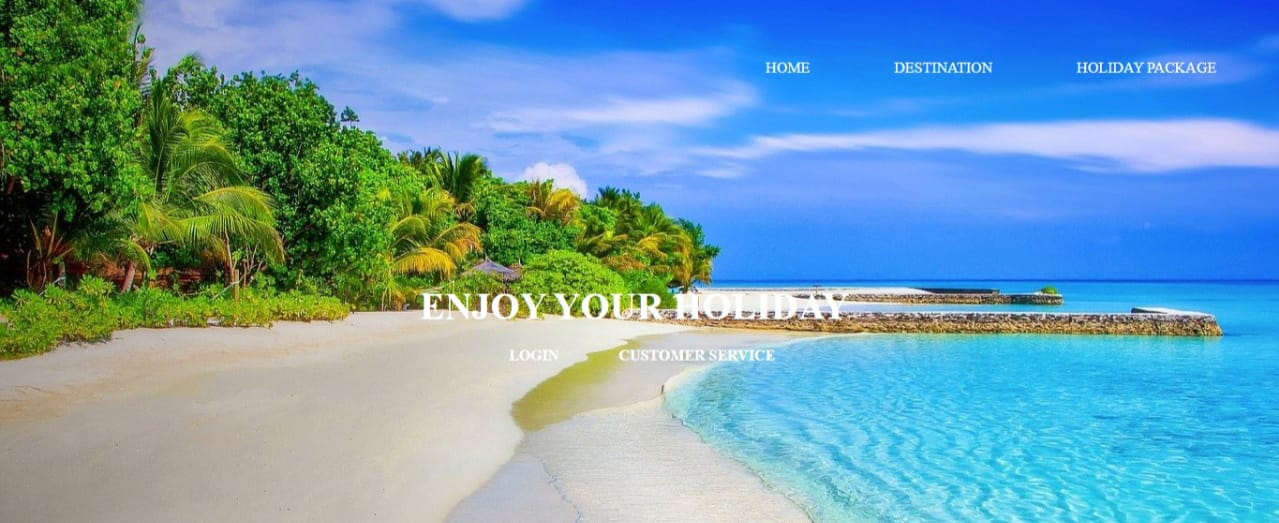 HOME DESTINATION HOLIDAY PACKAGE
ENJOY YOUR HOLIDAY
LOGIN CUSTOMER SERVICE